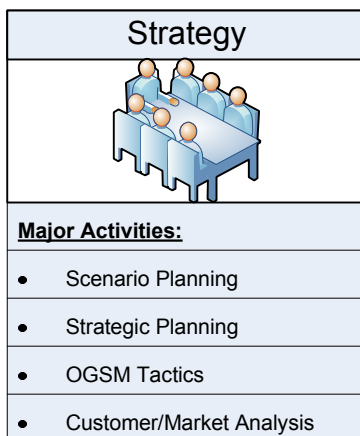 Strategy
Major Activities:
• Scenario Planning
• Strategic Planning
• OGSM Tactics
• Customer/Market Analysis